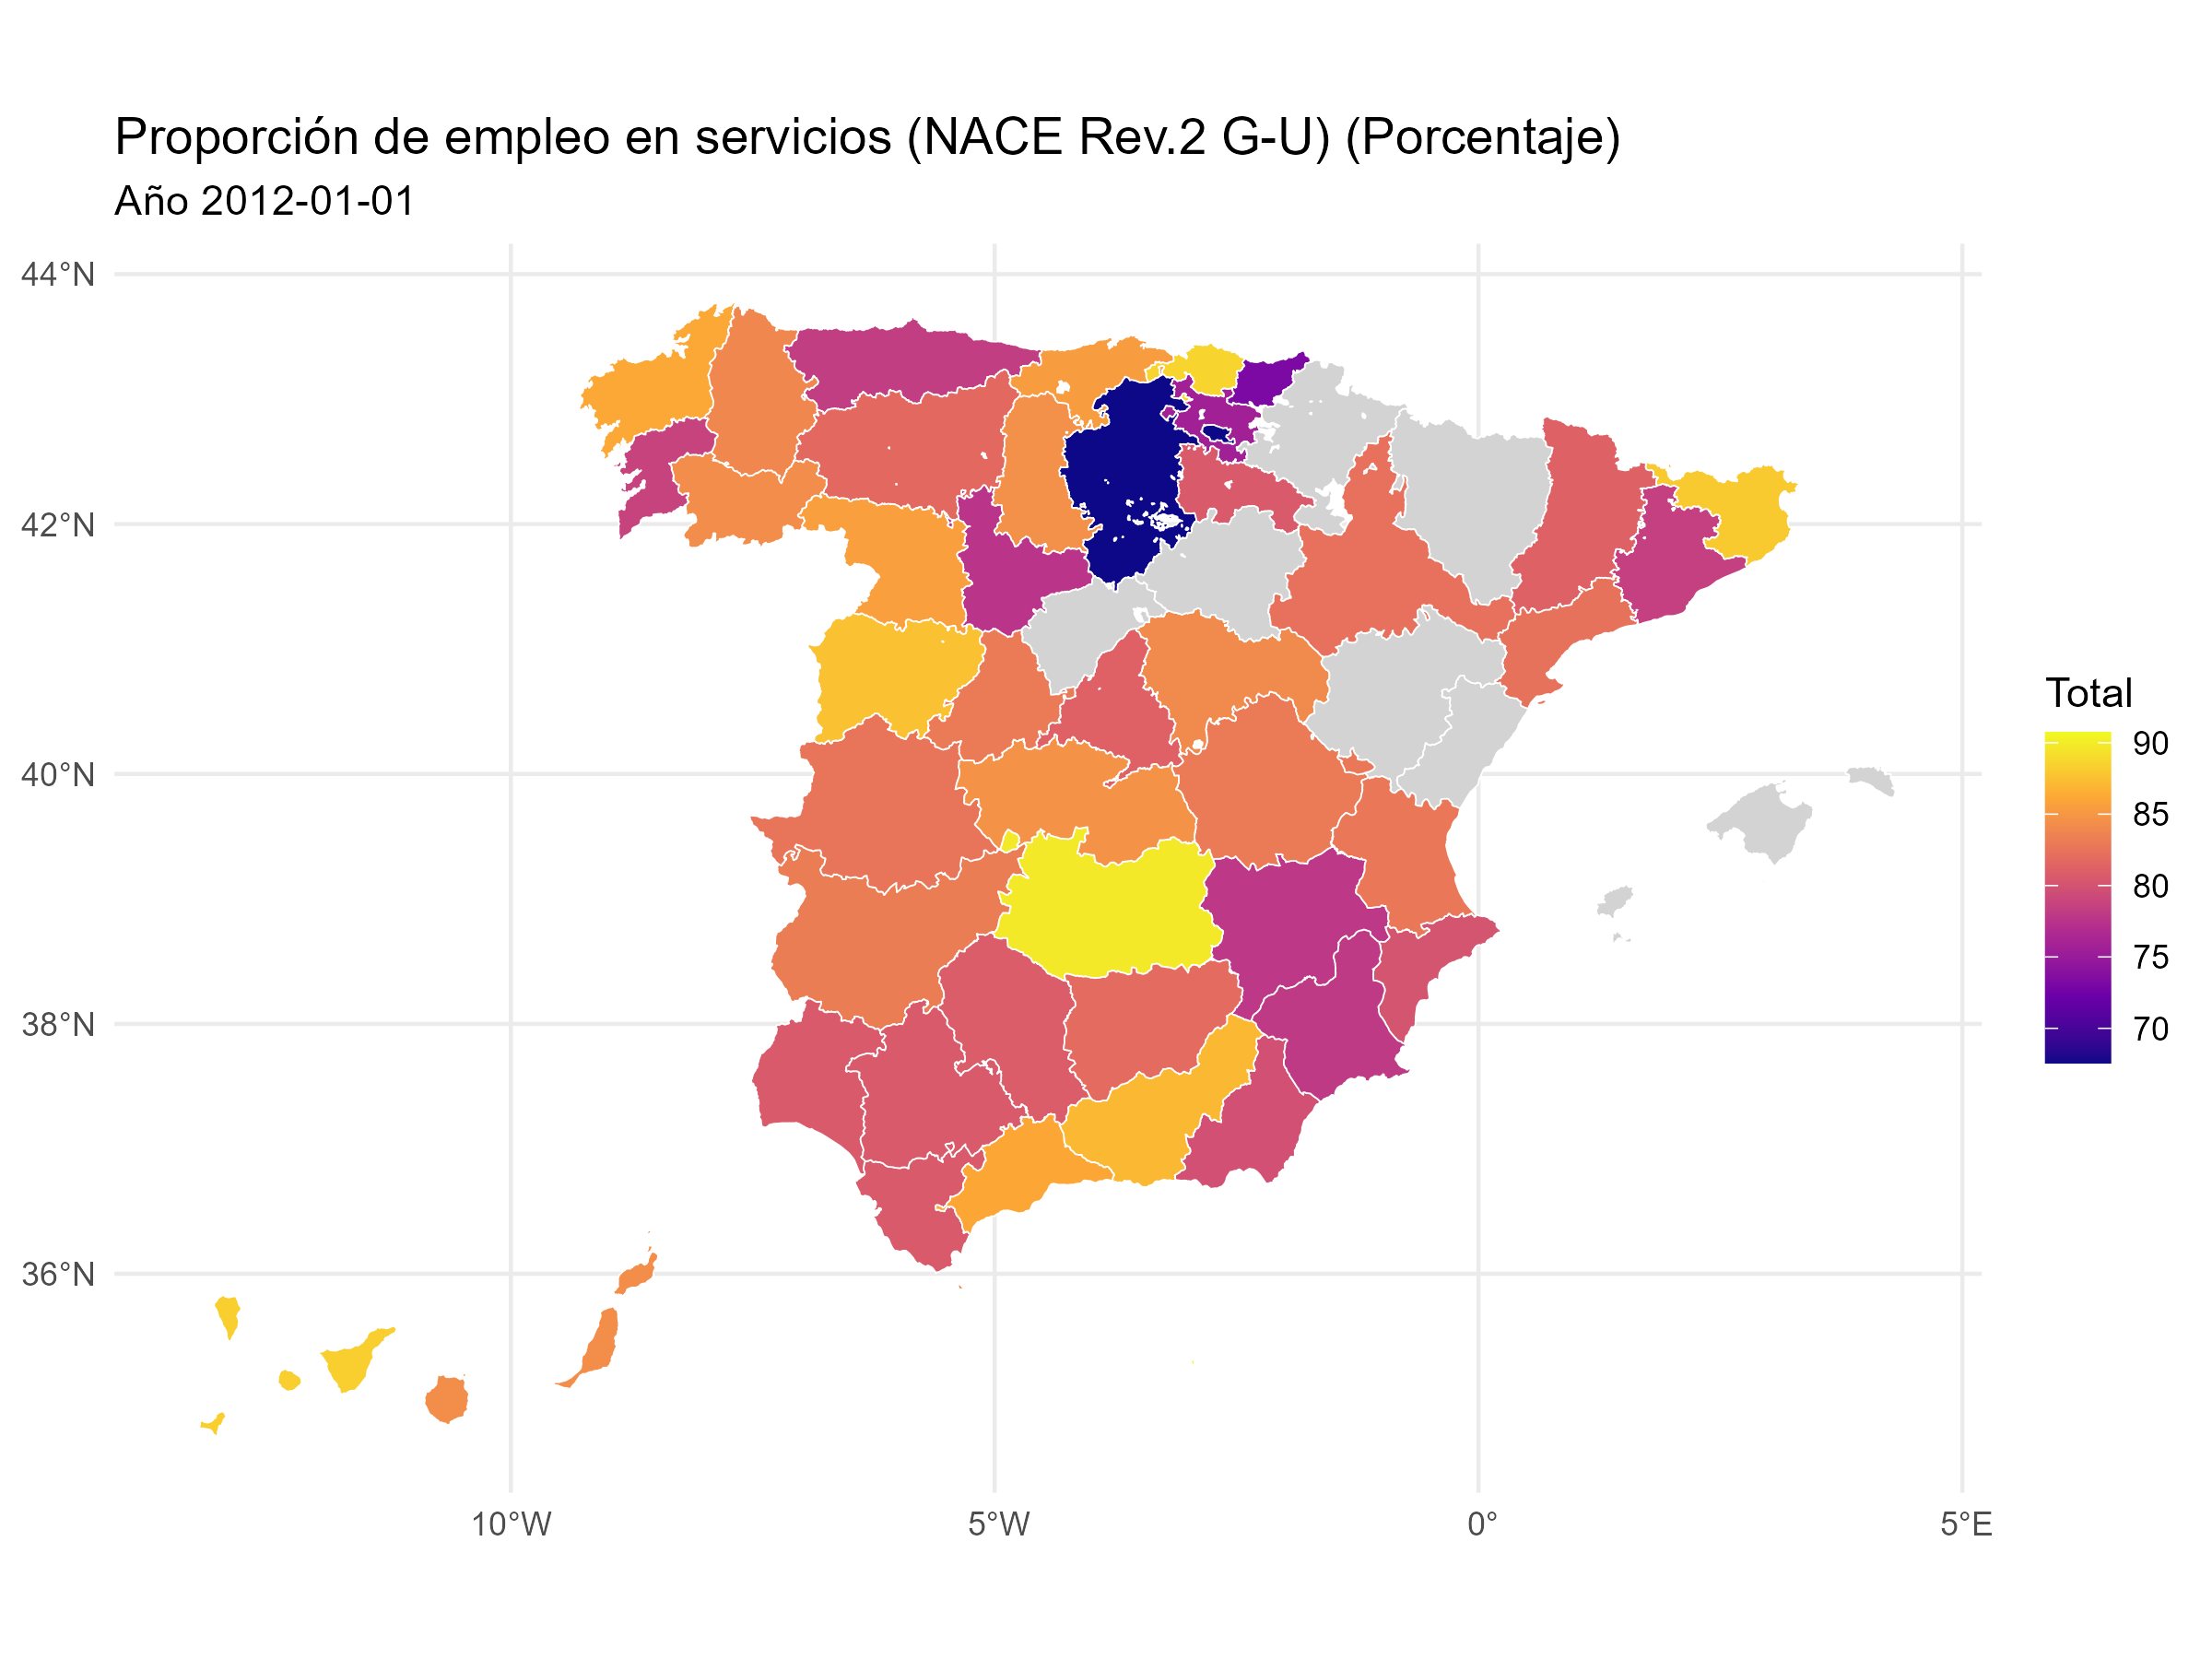 Proporción de empleo en servicios (NACE Rev.2 G-U) (Porcentaje)
Año 2012-01-01
44°N
42°N
40°N
38°N
36°N
10°W
5°W
0°
5°E
Total
90
85
80
75
70